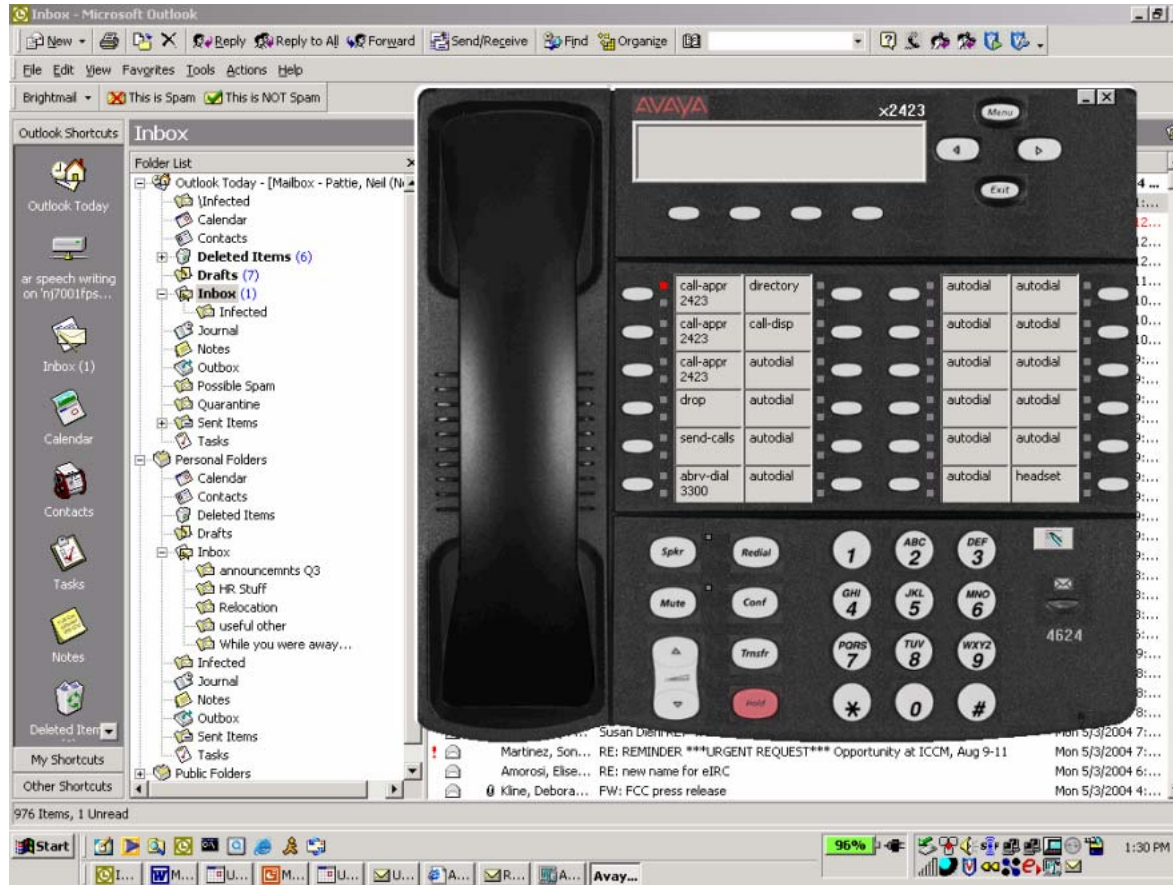 Inbox - Microsoft Outlook
New Reply Reply to All Forward Send/Receive Find Organize
File Edit View Favorites Tools Actions Help
Brightmail This is Spam This is NOT Spam
Outlook Shortcuts
Outlook Today
ar speech writing
on 'nj7001fps...
Inbox (1)
Calendar
Contacts
Tasks
Notes
Deleted Item
My Shortcuts
Other Shortcuts
Inbox
Folder List
Outlook Today - [Mailbox - Pattie, Neil (N
\Infected
Calendar
Contacts
Deleted Items (6)
Drafts (7)
Inbox (1)
Infected
Journal
Notes
Outbox
Possible Spam
Quarantine
Sent Items
Tasks
Personal Folders
Calendar
Contacts
Deleted Items
Drafts
Inbox
announcemnts Q3
HR Stuff
Relocation
useful other
While you were away...
Infected
Journal
Notes
Outbox
Sent Items
Tasks
Public Folders
AVAYA x2423
Menu
Exit
call-appr 2423 directory autodial autodial
call-appr 2423 call-disp autodial autodial
call-appr 2423 autodial autodial autodial
drop autodial autodial autodial
send-calls autodial autodial autodial
abrv-dial 3300 autodial autodial headset
Spkr Redial 1 ABC 2 DEF 3
Mute Conf GHI 4 JKL 5 MNO 6
4624
Trnsfr PQRS 7 TUV 8 WXYZ 9
Hold * 0 #
Mon 5/3/2004 7:...
! Martinez, Son... RE: REMINDER ***URGENT REQUEST*** Opportunity at ICCM, Aug 9-11 Mon 5/3/2004 7:...
Amorosi, Elise... RE: new name for eIRC Mon 5/3/2004 6:...
Kline, Debora... FW: FCC press release Mon 5/3/2004 4:...
976 Items, 1 Unread
Start 96% 1:30 PM
I... M... U... M... U... U... A... R... A... Avay...